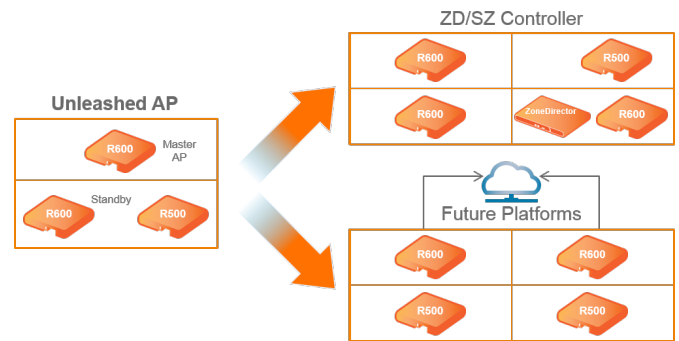 ZD/SZ Controller
R600
R500
R600
ZoneDirector
R600
Unleashed AP
R600
Master
AP
Standby
R600
R500
Future Platforms
R600
R600
R500
R500